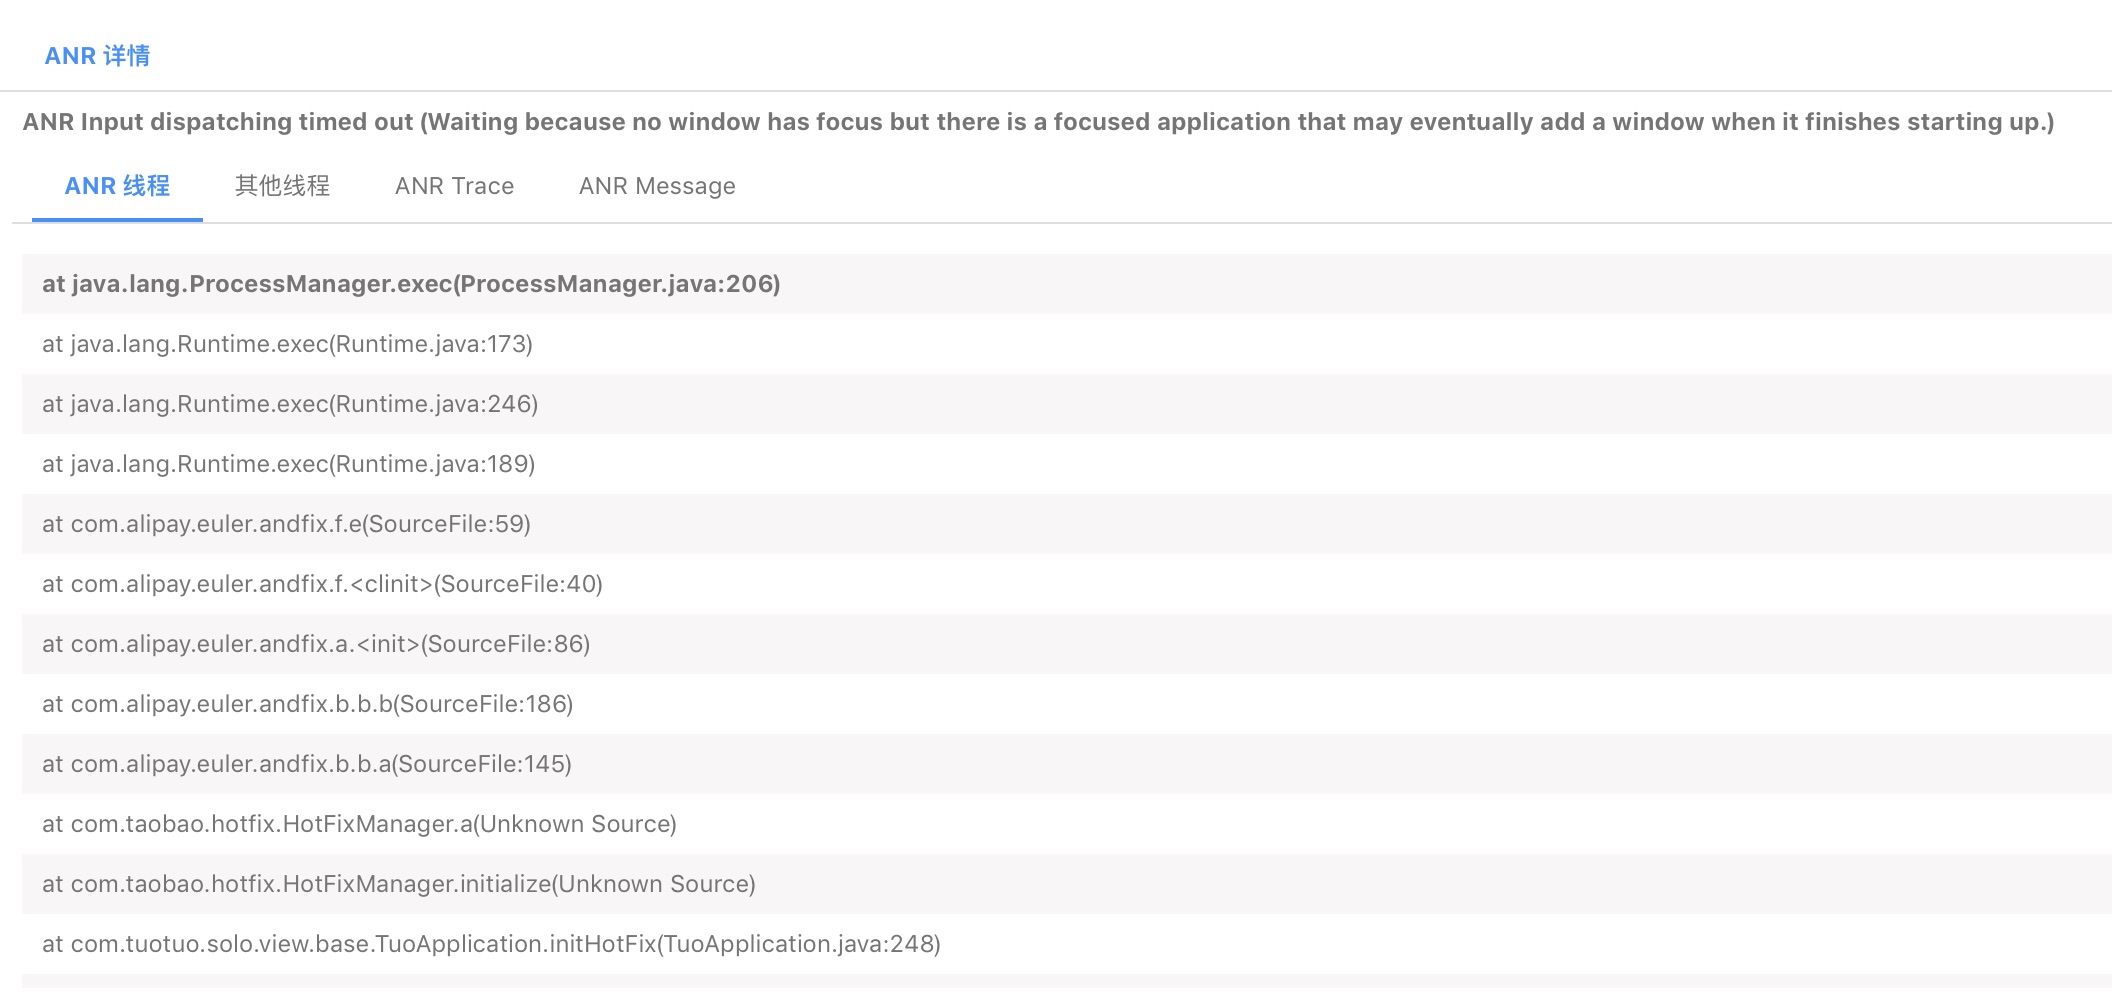 ANR 详情
ANR Input dispatching timed out (Waiting because no window has focus but there is a focused application that may eventually add a window when it finishes starting up.)
ANR 线程 其他线程 ANR Trace ANR Message
at java.lang.ProcessManager.exec(ProcessManager.java:206)
at java.lang.Runtime.exec(Runtime.java:173)
at java.lang.Runtime.exec(Runtime.java:246)
at java.lang.Runtime.exec(Runtime.java:189)
at com.alipay.euler.andfix.f.e(SourceFile:59)
at com.alipay.euler.andfix.f.<clinit>(SourceFile:40)
at com.alipay.euler.andfix.a.<init>(SourceFile:86)
at com.alipay.euler.andfix.b.b.b(SourceFile:186)
at com.alipay.euler.andfix.b.b.a(SourceFile:145)
at com.taobao.hotfix.HotFixManager.a(Unknown Source)
at com.taobao.hotfix.HotFixManager.initialize(Unknown Source)
at com.tuotuo.solo.view.base.TuoApplication.initHotFix(TuoApplication.java:248)